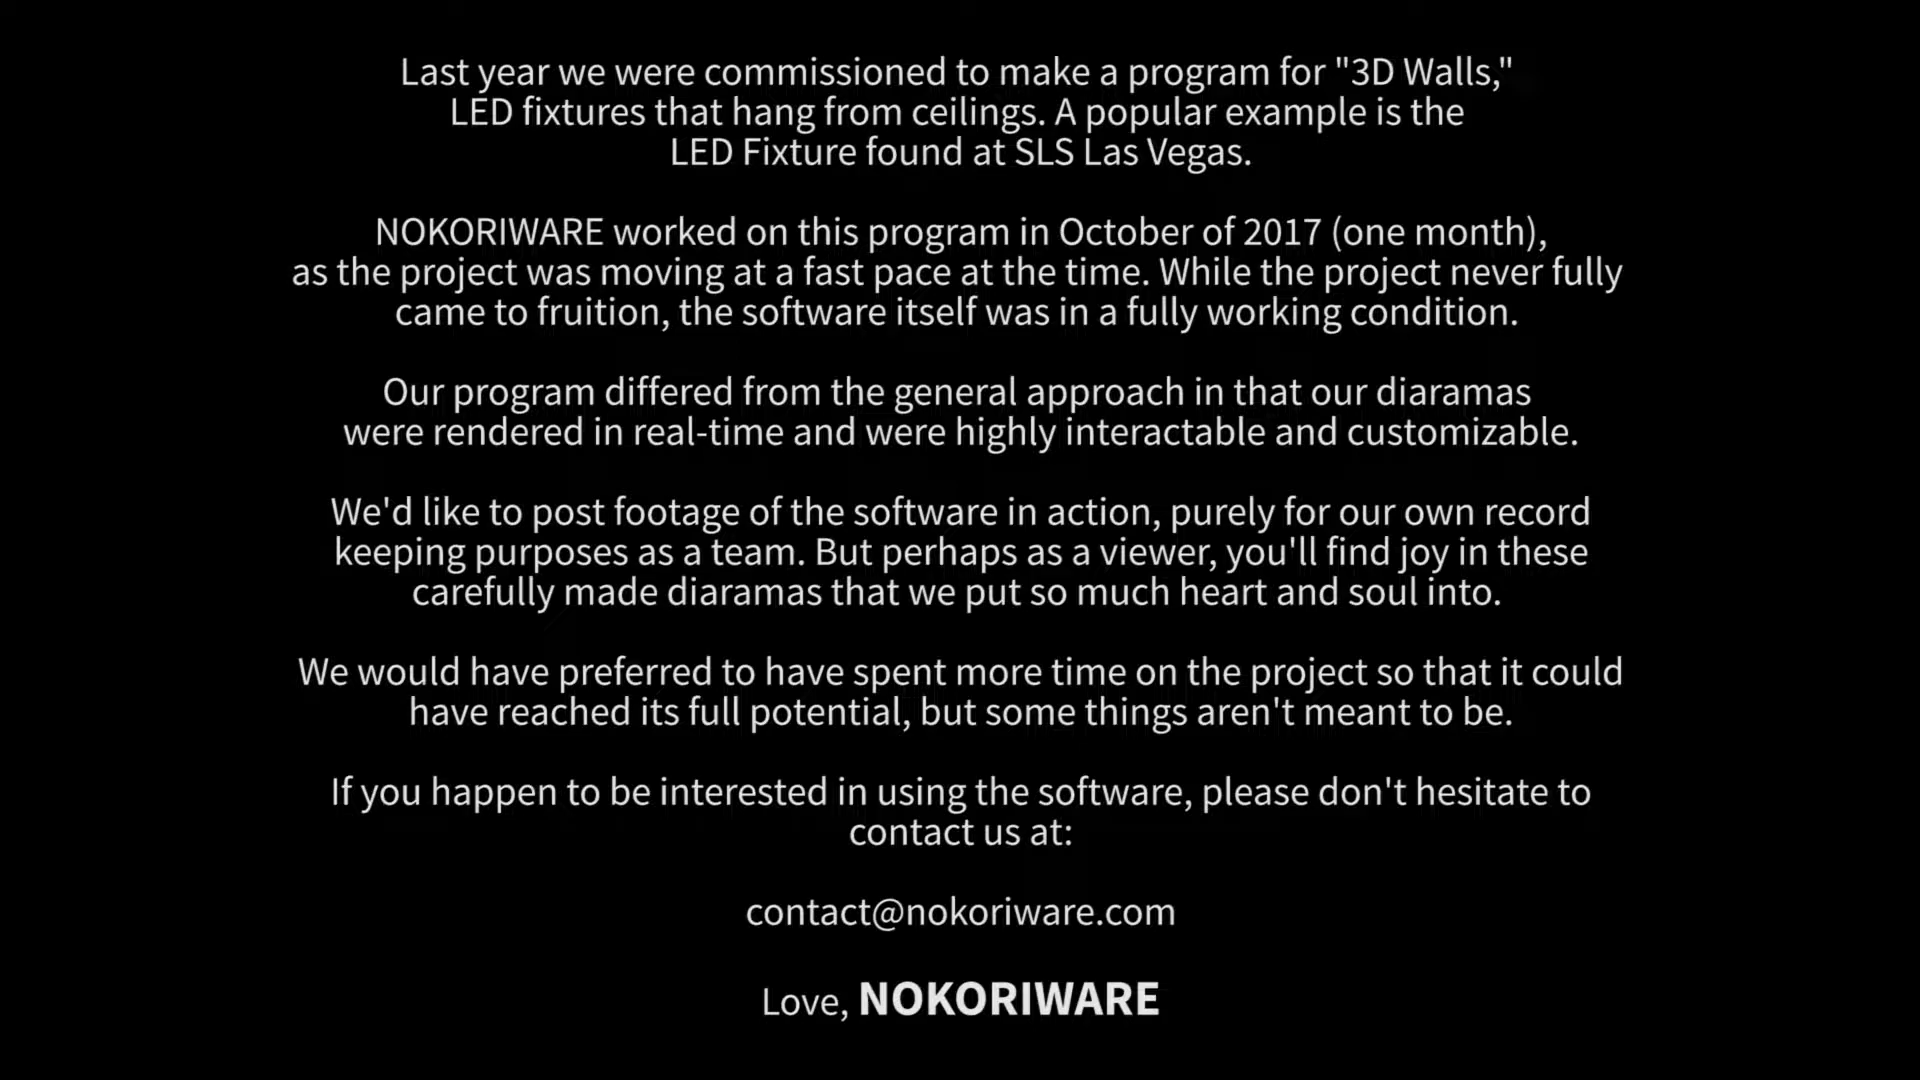 Last year we were commissioned to make a program for "3D Walls,"
LED fixtures that hang from ceilings. A popular example is the
LED Fixture found at SLS Las Vegas.
NOKORIWARE worked on this program in October of 2017 (one month),
as the project was moving at a fast pace at the time. While the project never fully
came to fruition, the software itself was in a fully working condition.
Our program differed from the general approach in that our diaramas
were rendered in real-time and were highly interactable and customizable.
We'd like to post footage of the software in action, purely for our own record
keeping purposes as a team. But perhaps as a viewer, you'll find joy in these
carefully made diaramas that we put so much heart and soul into.
We would have preferred to have spent more time on the project so that it could
have reached its full potential, but some things aren't meant to be.
If you happen to be interested in using the software, please don't hesitate to
contact us at:
contact@nokoriware.com
Love, NOKORIWARE